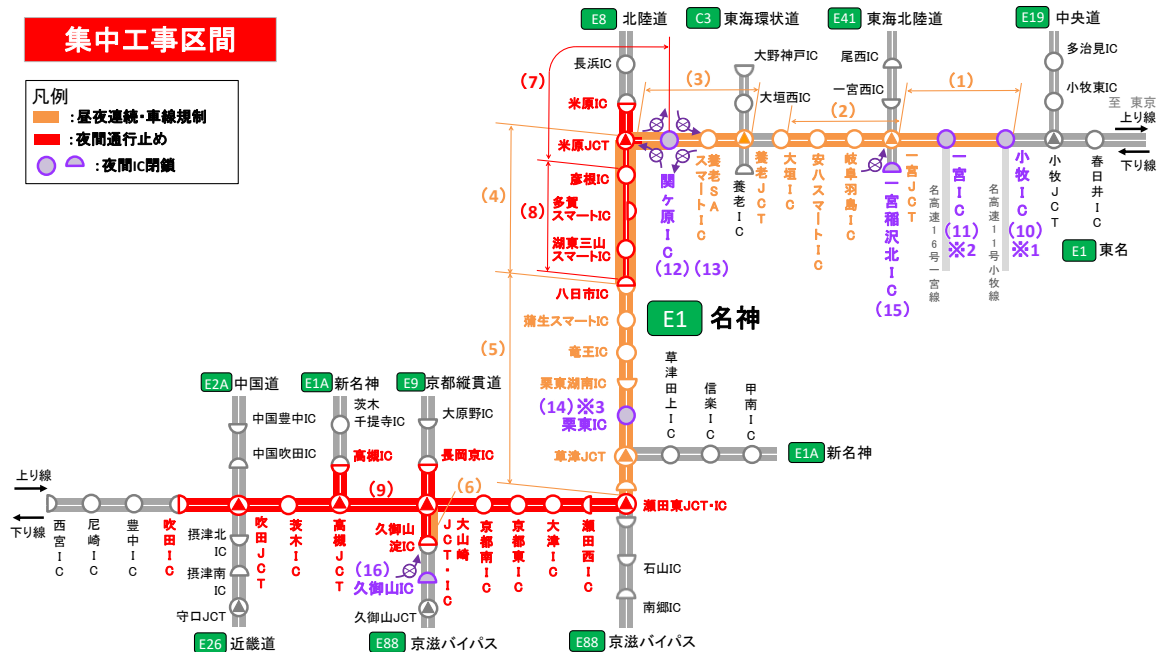 集中工事区間
凡例
：昼夜連続・車線規制
：夜間通行止め
：夜間IC閉鎖
E8 北陸道
C3 東海環状道
E41 東海北陸道
E19 中央道
長浜IC
米原IC
米原JCT
彦根IC
多賀
スマートIC
湖東三山
スマートIC
八日市IC
蒲生スマートIC
竜王IC
栗東湖南IC
(14)※3
栗東IC
草津JCT
瀬田東JCT・IC
(7)
(3)
(2)
(1)
(4)
(8)
(5)
(6)
(9)
大野神戸IC
大垣西IC
尾西IC
一宮西IC
多治見IC
小牧東IC
至 東京
上り線
下り線
関ヶ原IC
(12)(13)
養老SA
スマートIC
養老IC
養老JCT
大垣IC
安八スマートIC
岐阜羽島IC
一宮稲沢北IC
(15)
一宮JCT
名高速16号一宮線
一宮IC
(11)
※2
名高速11号小牧線
小牧IC
(10)
※1
小牧JCT
春日井IC
E1 東名
E1 名神
草津田上IC
信楽IC
甲南IC
E1A 新名神
E2A 中国道
E1A 新名神
E9 京都縦貫道
中国豊中IC
中国吹田IC
茨木
千提寺IC
高槻IC
大原野IC
長岡京IC
上り線
下り線
西宮IC
尼崎IC
豊中IC
吹田IC
摂津北
IC
摂津南
IC
守口JCT
吹田JCT
茨木IC
高槻JCT
久御山
淀IC
(16)
久御山IC
久御山JCT
大山崎
JCT・IC
京都南IC
京都東IC
大津IC
瀬田西IC
石山IC
南郷IC
E26 近畿道
E88 京滋バイパス
E88 京滋バイパス